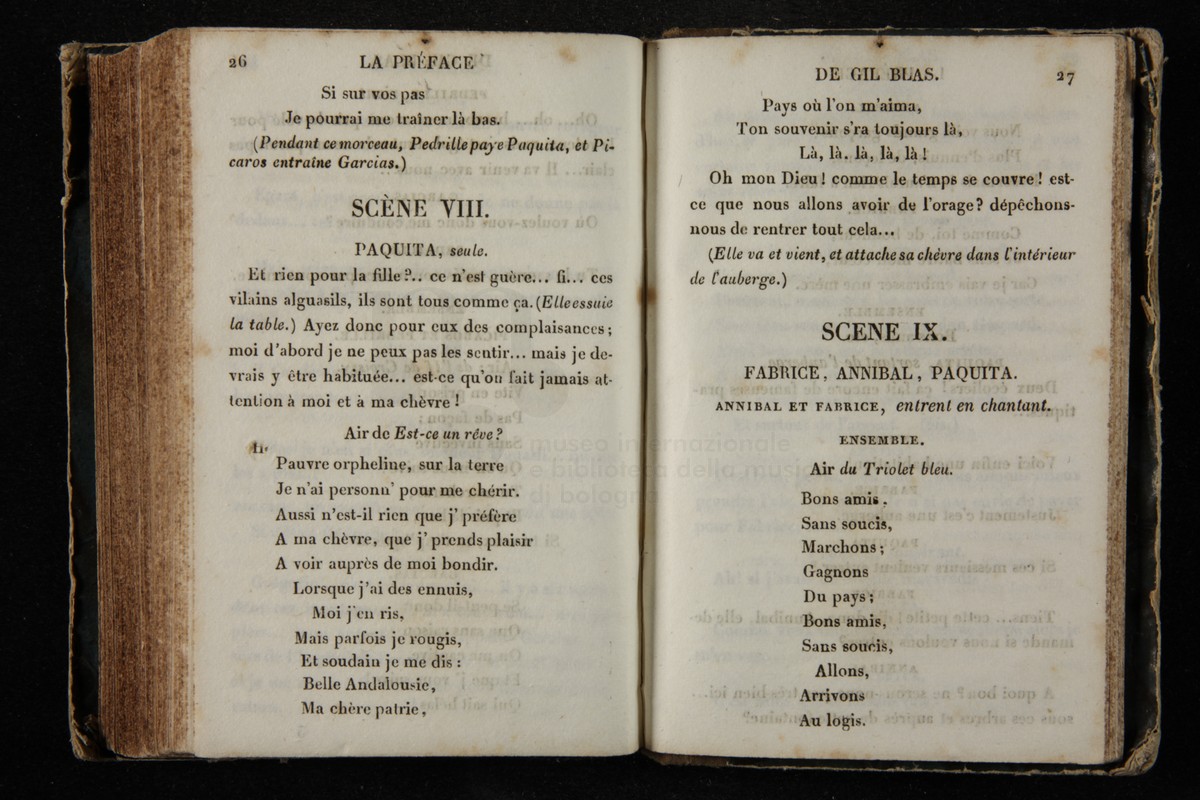 26
LA PRÉFACE
Si sur vos pas
Je pourrai me traîner là bas.
(Pendant ce morceau, Pedrille paye Paquita, et Pi-
caros entraîne Garcias.)
SCÈNE VIII.
PAQUITA, seule.
Et rien pour la fille ?.. ce n'est guère... fi... ces
vilains alguasils, ils sont tous comme ça. (Elle essuie
la table.) Ayez donc pour eux des complaisances ;
moi d'abord je ne peux pas les sentir... mais je de-
vrais y être habituée... est-ce qu'on fait jamais at-
tention à moi et à ma chèvre !
Air de Est-ce un rêve ?
Pauvre orpheline, sur la terre
Je n'ai personn' pour me chérir.
Aussi n'est-il rien que j' préfère
A ma chèvre, que j' prends plaisir
A voir auprès de moi bondir.
Lorsque j'ai des ennuis,
Moi j'en ris,
Mais parfois je rougis,
Et soudain je me dis :
Belle Andalousie,
Ma chère patrie,
DE GIL BLAS.
27
Pays où l'on m'aima,
Ton souvenir s'ra toujours là,
Là, là, là, là, là !
Oh mon Dieu ! comme le temps se couvre ! est-
ce que nous allons avoir de l'orage ? dépêchons-
nous de rentrer tout cela...
(Elle va et vient, et attache sa chèvre dans l'intérieur
de l'auberge.)
SCENE IX.
FABRICE, ANNIBAL, PAQUITA.
ANNIBAL ET FABRICE, entrent en chantant.
ENSEMBLE.
Air du Triolet bleu.
Bons amis,
Sans soucis,
Marchons ;
Gagnons
Du pays ;
Bons amis,
Sans soucis,
Allons,
Arrivons
Au logis.
museo internazionale
e biblioteca della musica
di bologna